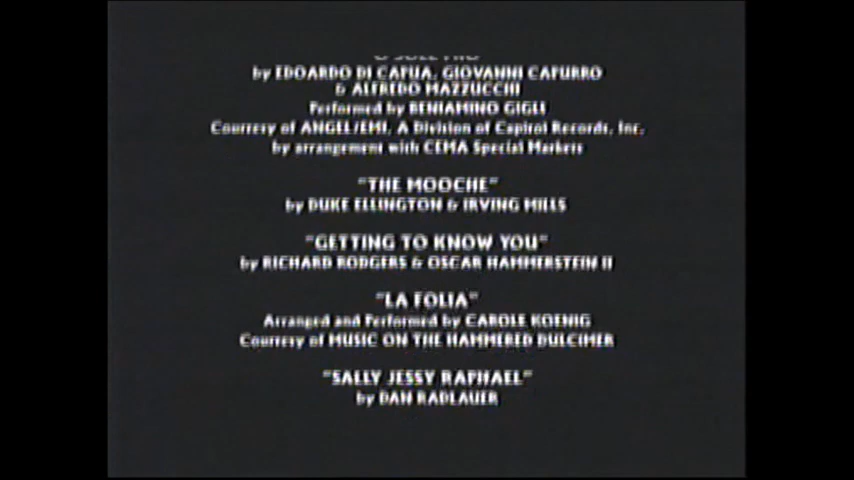 by EDOARDO DI CAPUA, GIOVANNI CAPURRO
& ALFREDO MAZZUCCHI
Performed by BENIAMINO GIGLI
Courtesy of ANGEL/EMI, A Division of Capitol Records, Inc.
by arrangement with CEMA Special Markets
"THE MOOCHE"
by DUKE ELLINGTON & IRVING MILLS
"GETTING TO KNOW YOU"
by RICHARD RODGERS & OSCAR HAMMERSTEIN II
"LA FOLIA"
Arranged and Performed by CAROLE KOENIG
Courtesy of MUSIC ON THE HAMMERED DULCIMER
"SALLY JESSY RAPHAEL"
by DAN RADLAUER